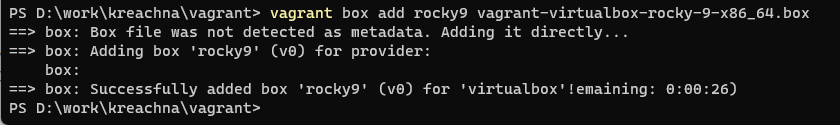 PS D:\work\kreachna\vagrant> vagrant box add rocky9 vagrant-virtualbox-rocky-9-x86_64.box
==> box: Box file was not detected as metadata. Adding it directly...
==> box: Adding box 'rocky9' (v0) for provider:
    box:
==> box: Successfully added box 'rocky9' (v0) for 'virtualbox'!emaining: 0:00:26)
PS D:\work\kreachna\vagrant>